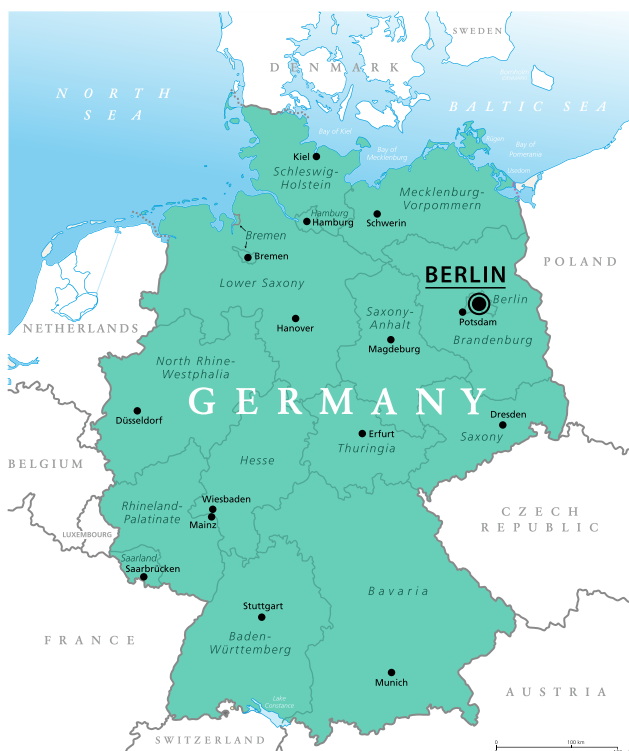 SWEDEN
DENMARK
NORTH
SEA
BALTIC SEA
Bay of Kiel
Bay of
Mecklenburg
Rügen
Bay of
Pomerania
Usedom
Kiel
Schleswig-
Holstein
Mecklenburg-
Vorpommern
Hamburg
Hamburg
Schwerin
Bremen
Bremen
POLAND
Lower Saxony
BERLIN
Berlin
Potsdam
Brandenburg
Saxony-
Anhalt
Magdeburg
Hanover
NETHERLANDS
North Rhine-
Westphalia
GERMANY
Düsseldorf
Dresden
Saxony
Erfurt
Thuringia
Hesse
BELGIUM
Rhineland-
Palatinate
Wiesbaden
Mainz
CZECH
REPUBLIC
LUXEMBOURG
Saarland
Saarbrücken
Bavaria
Stuttgart
Baden-
Württemberg
FRANCE
Munich
AUSTRIA
Lake
Constance
SWITZERLAND
0 100 km